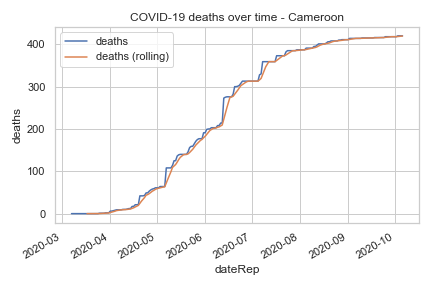 COVID-19 deaths over time - Cameroon
deaths
deaths (rolling)
400
300
200
100
0
deaths
2020-03
2020-04
2020-05
2020-06
2020-07
2020-08
2020-09
2020-10
dateRep